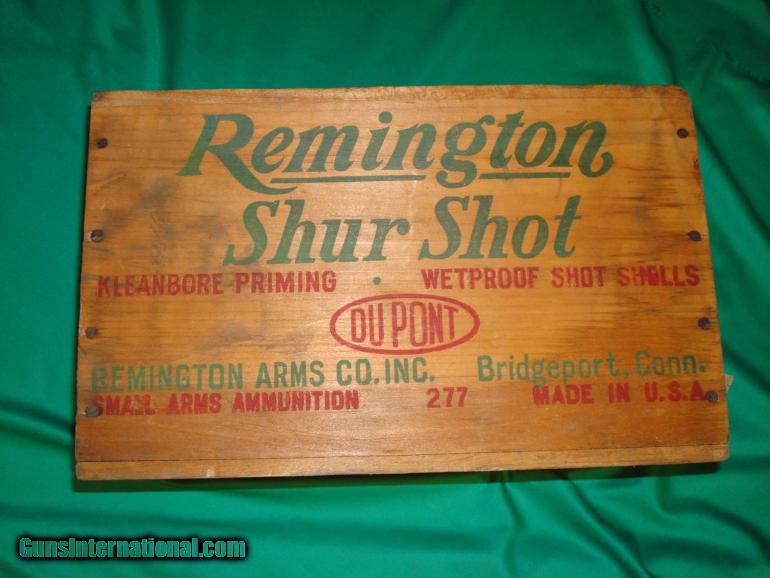 Remington
Shur Shot
KLEANBORE PRIMING • WETPROOF SHOT SHELLS
DU PONT
REMINGTON ARMS CO. INC. Bridgeport, Conn.
SMALL ARMS AMMUNITION 277 MADE IN U.S.A.
GunsInternational.com